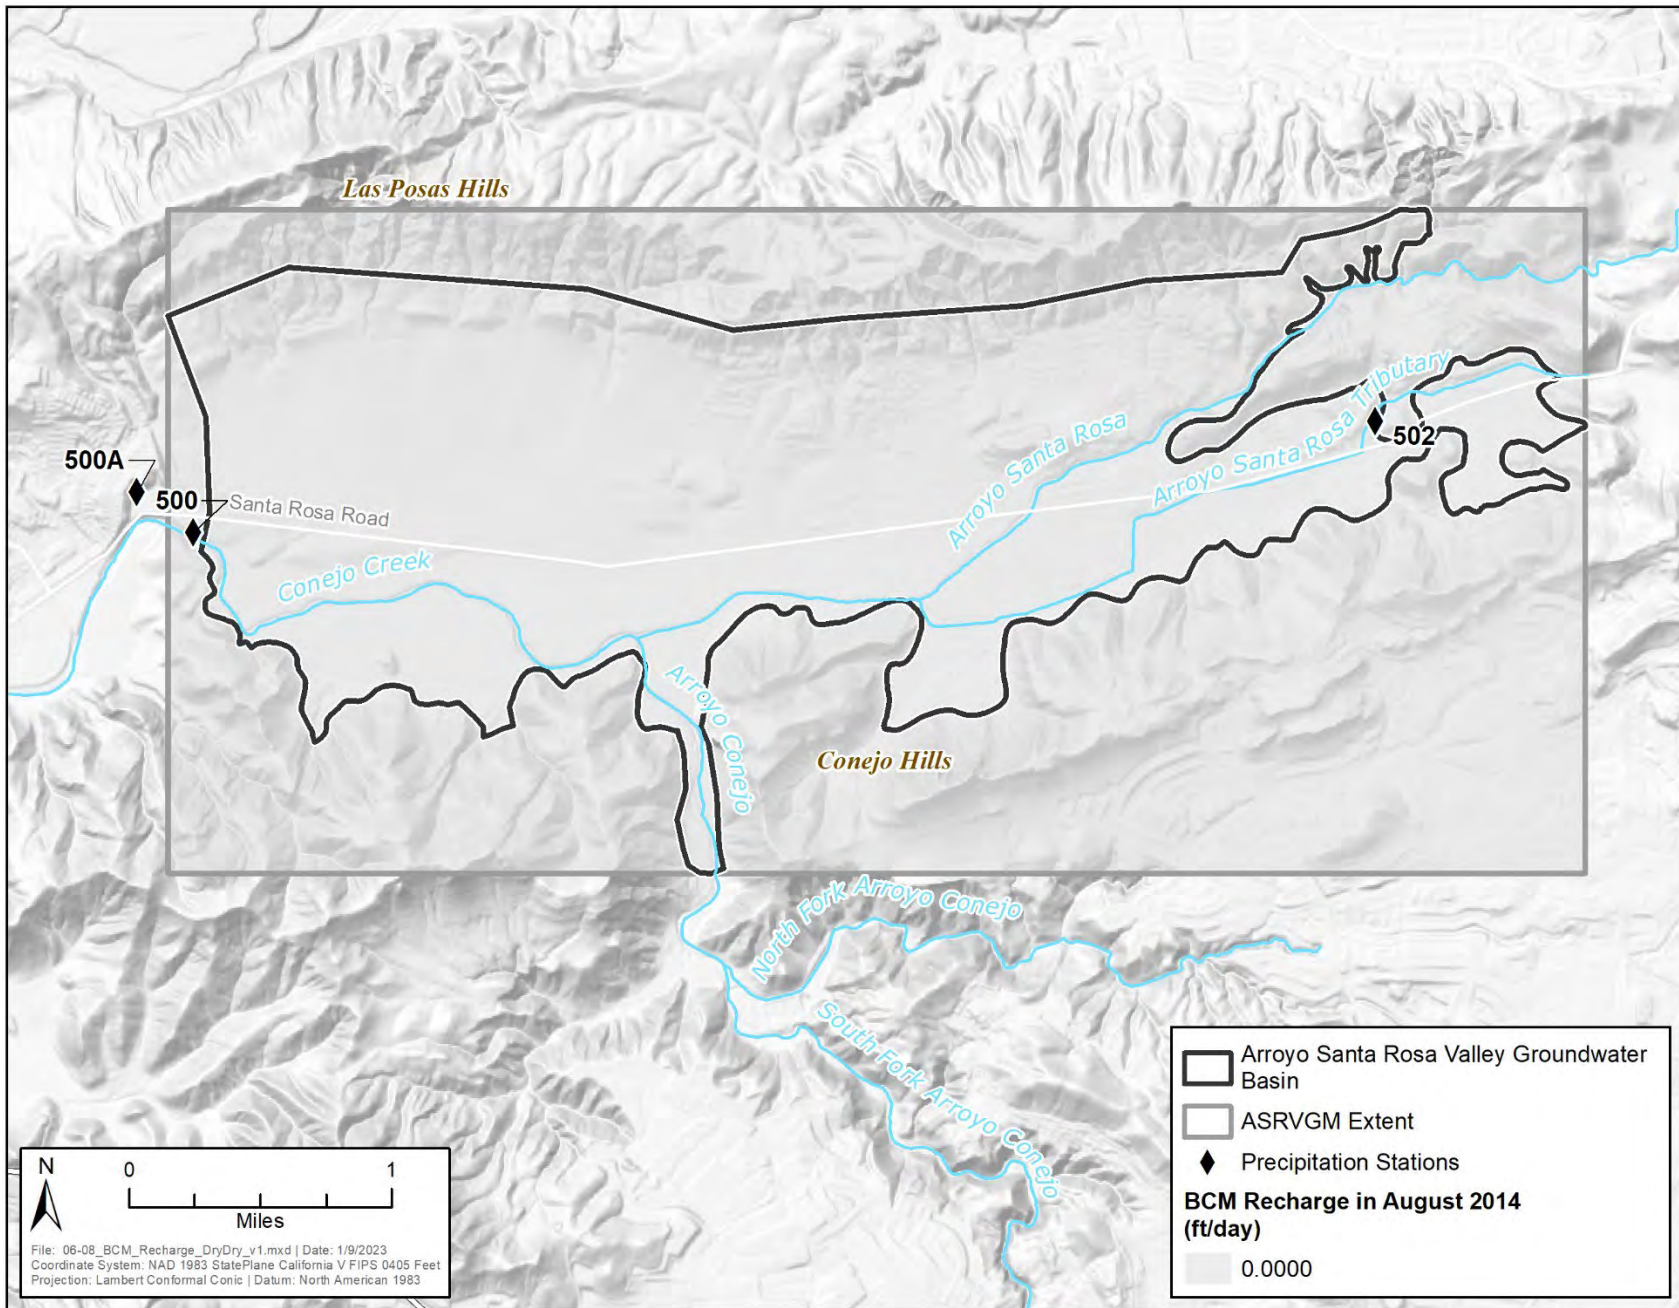 Las Posas Hills
500A
500
Santa Rosa Road
Conejo Creek
Arroyo Santa Rosa
Arroyo Santa Rosa Tributary
502
Arroyo Conejo
Conejo Hills
North Fork Arroyo Conejo
South Fork Arroyo Conejo
N
0 1
Miles
File: 06-08_BCM_Recharge_DryDry_v1.mxd | Date: 1/9/2023
Coordinate System: NAD 1983 StatePlane California V FIPS 0405 Feet
Projection: Lambert Conformal Conic | Datum: North American 1983
Arroyo Santa Rosa Valley Groundwater
Basin
ASRVGM Extent
Precipitation Stations
BCM Recharge in August 2014
(ft/day)
0.0000